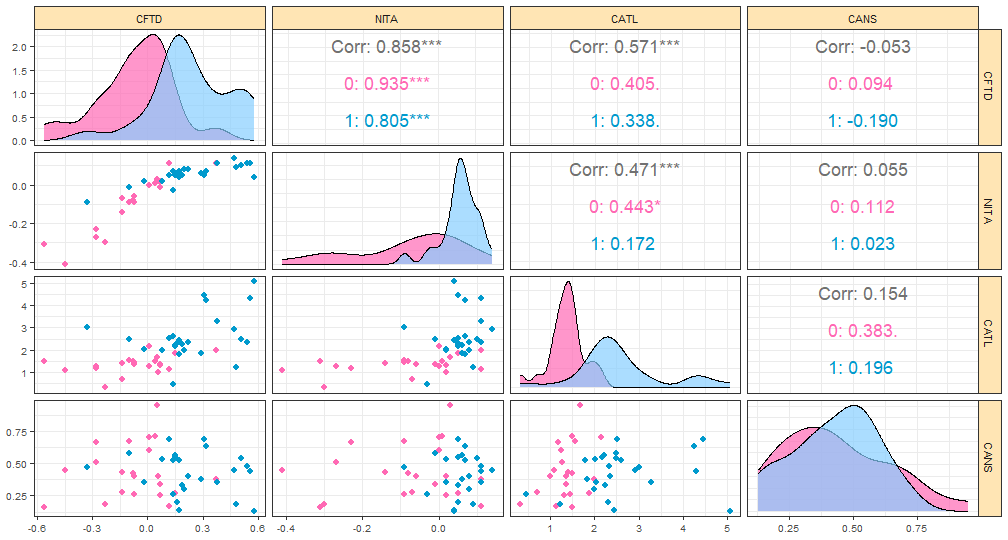 CFTD NITA CATL CANS
2.0 Corr: 0.858*** Corr: 0.571*** Corr: -0.053
1.5 0: 0.935*** 0: 0.405. 0: 0.094 CFTD
1.0
0.5 1: 0.805*** 1: 0.338. 1: -0.190
0.0
0.0 Corr: 0.471*** Corr: 0.055
-0.2 0: 0.443* 0: 0.112 NITA
-0.4 1: 0.172 1: 0.023
5 Corr: 0.154
4
3 0: 0.383. CATL
2
1 1: 0.196
0.75
0.50 CANS
0.25
-0.6 -0.3 0.0 0.3 0.6 -0.4 -0.2 0.0 1 2 3 4 5 0.25 0.50 0.75